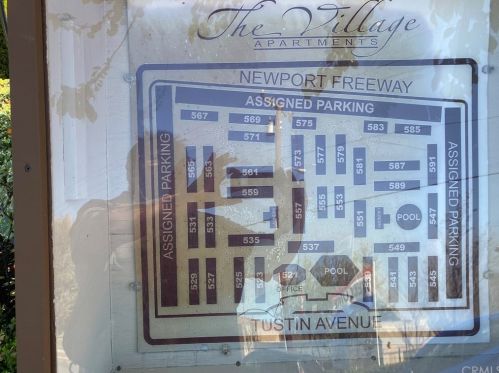 The Village
APARTMENTS
NEWPORT FREEWAY
ASSIGNED PARKING
567 569 575 583 585
571
ASSIGNED PARKING
565 563 573 577 579 581 587 591
ASSIGNED PARKING
561
559 589
531 533 557 555 553 551 POOL 547
535 537 549
529 527 525 523 521 POOL 539 541 543 545
OFFICE
TUSTIN AVENUE
CRMLS